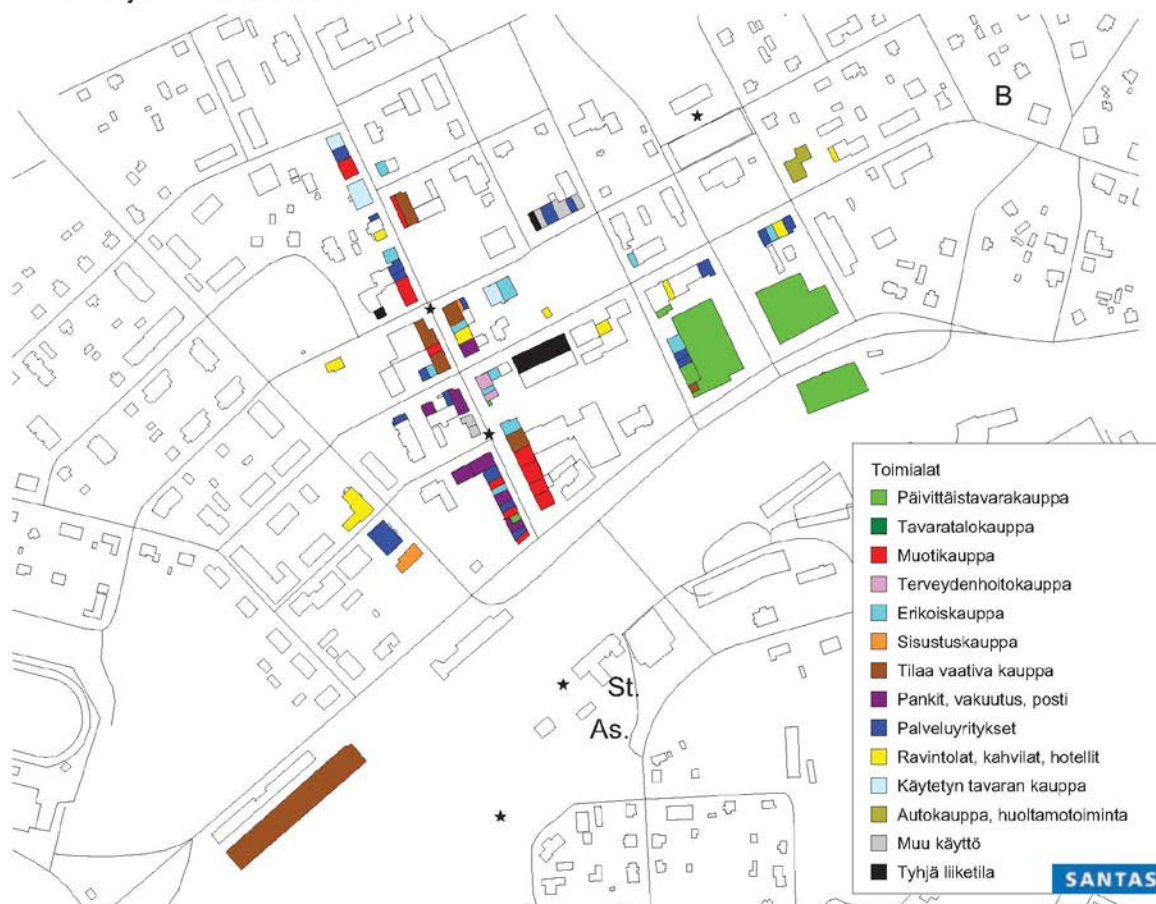 B
St.
As.
Toimialat
Päivittäistavarakauppa
Tavaratalokauppa
Muotikauppa
Terveydenhoitokauppa
Erikoiskauppa
Sisustuskauppa
Tilaa vaativa kauppa
Pankit, vakuutus, posti
Palveluyritykset
Ravintolat, kahvilat, hotellit
Käytetyn tavaran kauppa
Autokauppa, huoltamotoiminta
Muu käyttö
Tyhjä liiketila
SANTAS